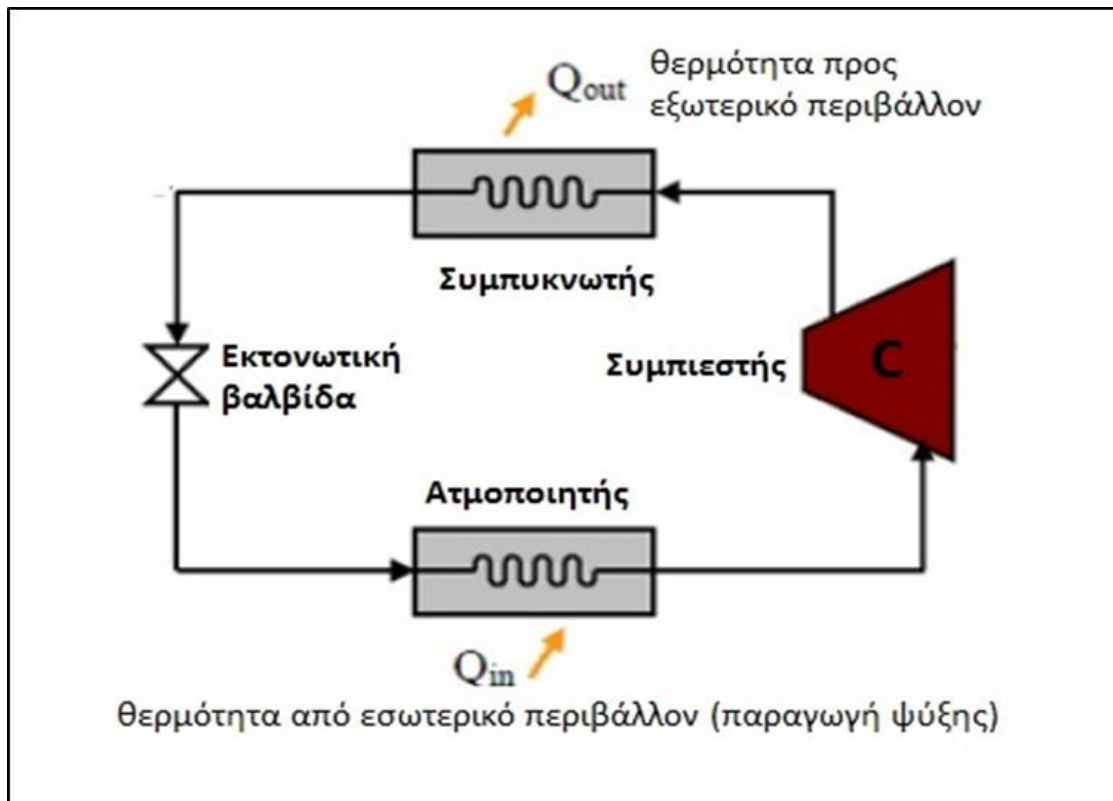 Qout
θερμότητα προς
εξωτερικό περιβάλλον
Συμπυκνωτής
Εκτονωτική
βαλβίδα
Συμπιεστής
C
Ατμοποιητής
Qin
θερμότητα από εσωτερικό περιβάλλον (παραγωγή ψύξης)